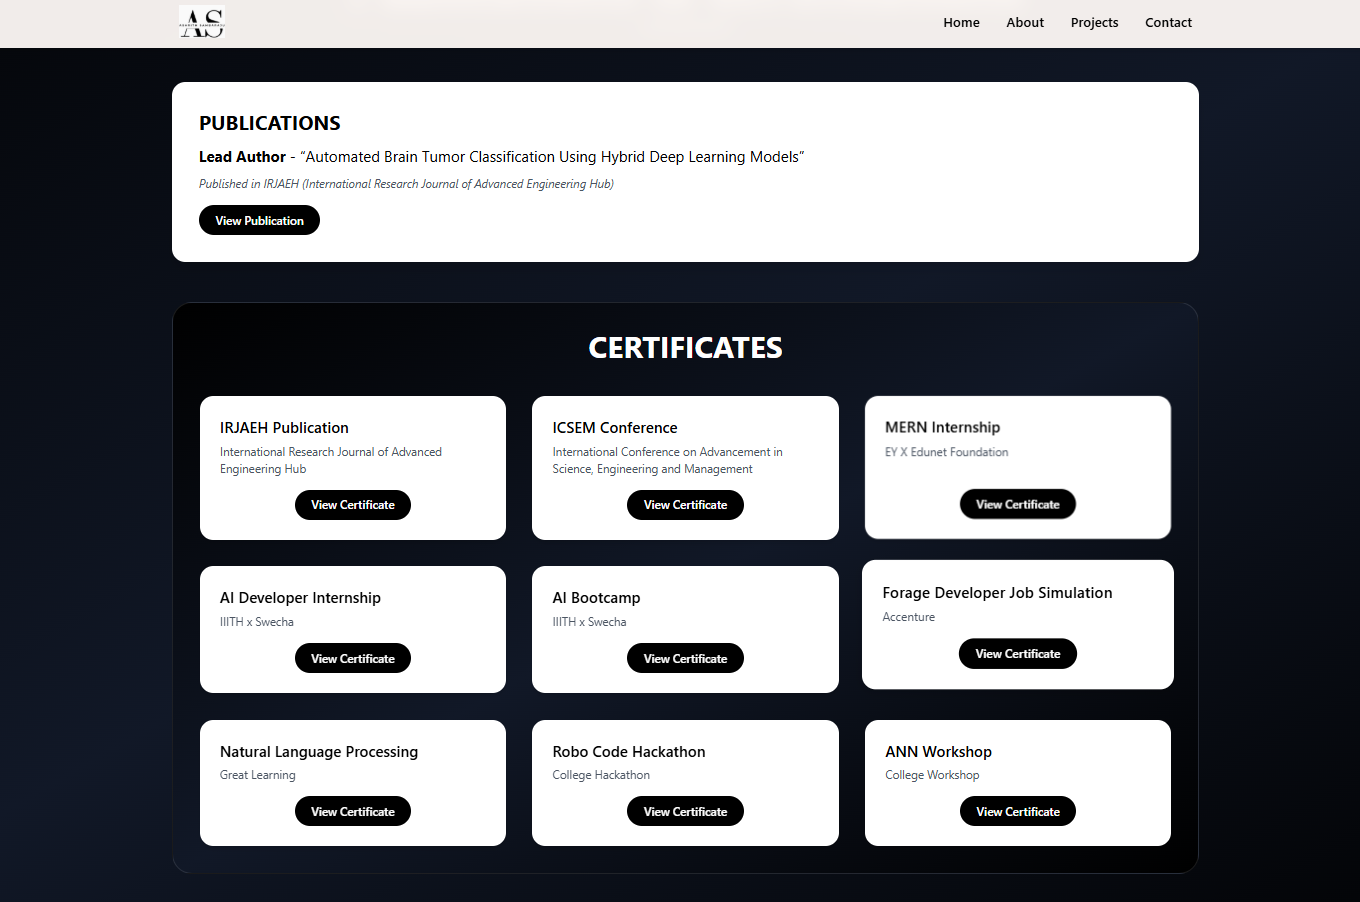 AS
Home About Projects Contact
PUBLICATIONS
Lead Author - “Automated Brain Tumor Classification Using Hybrid Deep Learning Models”
Published in IRJAEH (International Research Journal of Advanced Engineering Hub)
View Publication
CERTIFICATES
IRJAEH Publication
International Research Journal of Advanced
Engineering Hub
View Certificate
ICSEM Conference
International Conference on Advancement in
Science, Engineering and Management
View Certificate
MERN Internship
EY X Edunet Foundation
View Certificate
AI Developer Internship
IIITH x Swecha
View Certificate
AI Bootcamp
IIITH x Swecha
View Certificate
Forage Developer Job Simulation
Accenture
View Certificate
Natural Language Processing
Great Learning
View Certificate
Robo Code Hackathon
College Hackathon
View Certificate
ANN Workshop
College Workshop
View Certificate